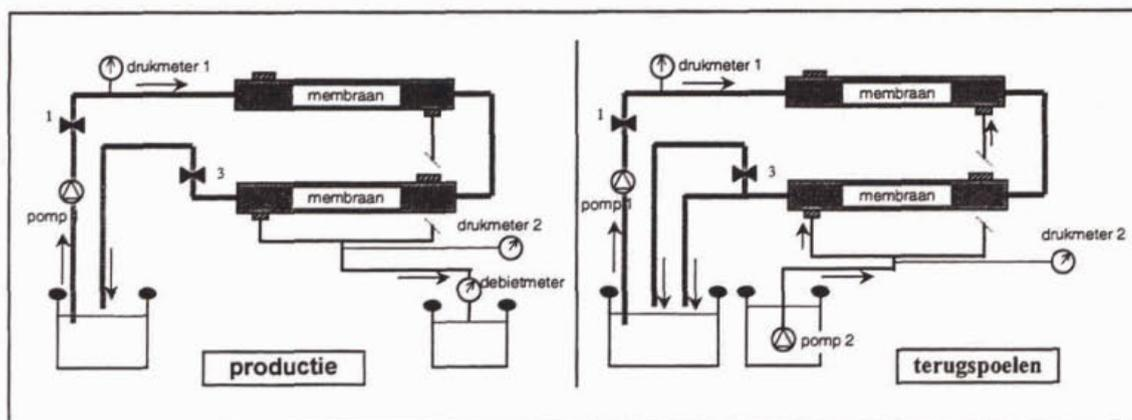 drukmeter 1
membraan
1
3
pomp
membraan
drukmeter 2
debietmeter
productie
drukmeter 1
membraan
1
3
pomp 1
membraan
drukmeter 2
pomp 2
terugspoelen